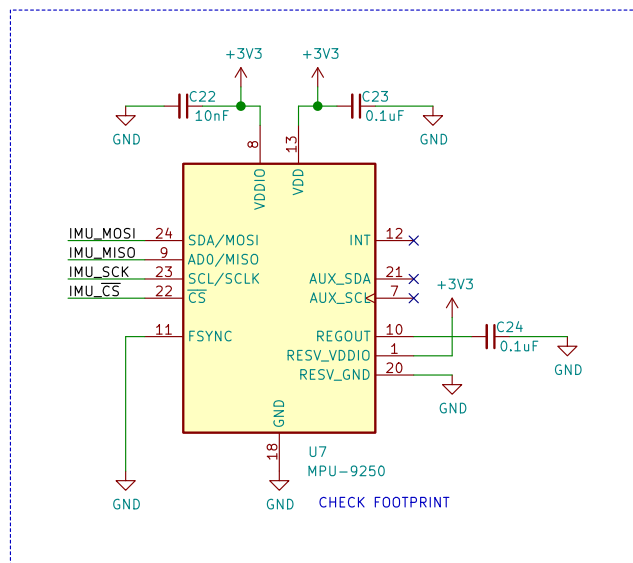 +3V3
+3V3
C22
10nF
C23
0.1uF
GND
GND
8
13
VDDIO
VDD
IMU_MOSI
24
SDA/MOSI
INT
12
IMU_MISO
9
AD0/MISO
IMU_SCK
23
SCL/SCLK
AUX_SDA
21
+3V3
IMU_CS
22
CS
AUX_SCL
7
11
FSYNC
REGOUT
10
C24
0.1uF
RESV_VDDIO
1
GND
RESV_GND
20
GND
GND
18
U7
MPU-9250
GND
GND
CHECK FOOTPRINT